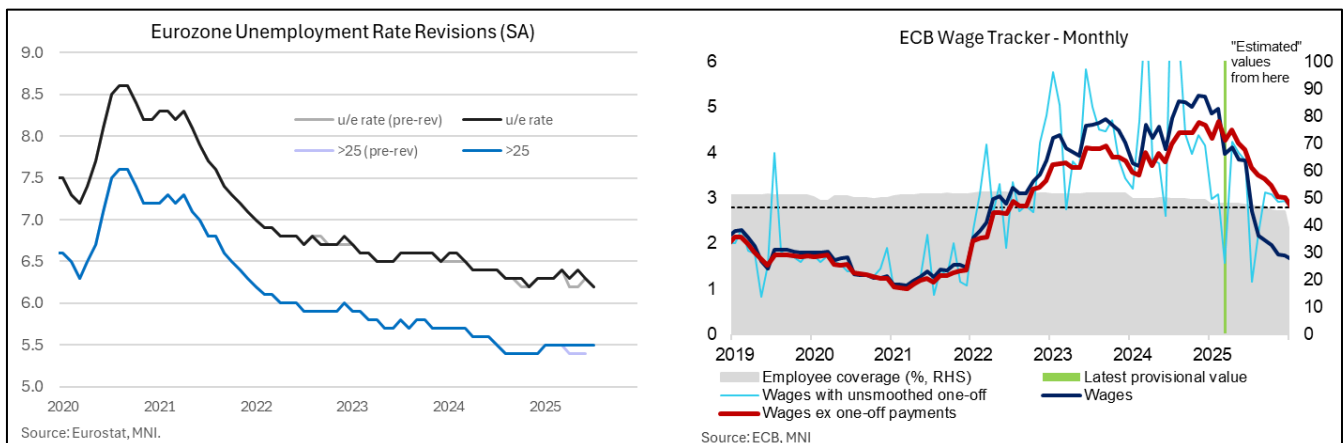 Eurozone Unemployment Rate Revisions (SA)
9.0
8.5
8.0
7.5
7.0
6.5
6.0
5.5
5.0
u/e rate (pre-rev)
u/e rate
>25 (pre-rev)
>25
2020
2021
2022
2023
2024
2025
Source: Eurostat, MNI.
ECB Wage Tracker - Monthly
"Estimated"
values
from here
6
5
4
3
2
1
0
100
90
80
70
60
50
40
30
20
10
0
2019
2020
2021
2022
2023
2024
2025
Employee coverage (%, RHS)
Latest provisional value
Wages with unsmoothed one-off
Wages
Wages ex one-off payments
Source: ECB, MNI